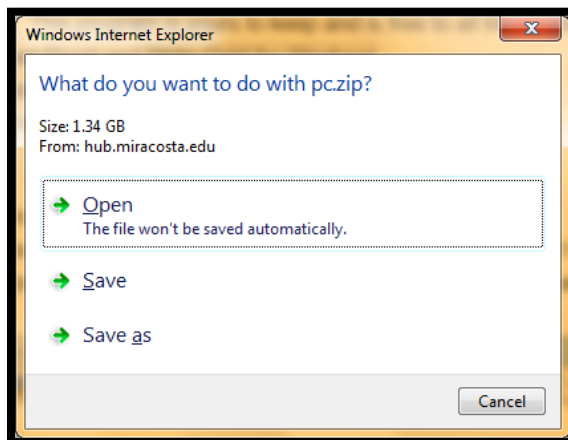 Windows Internet Explorer
What do you want to do with pc.zip?
Size: 1.34 GB
From: hub.miracosta.edu
Open
The file won't be saved automatically.
Save
Save as
Cancel